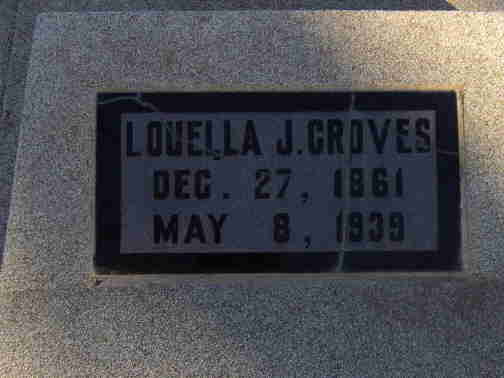 LOUELLA J. GROVES
DEC. 27, 1861
MAY 8, 1939